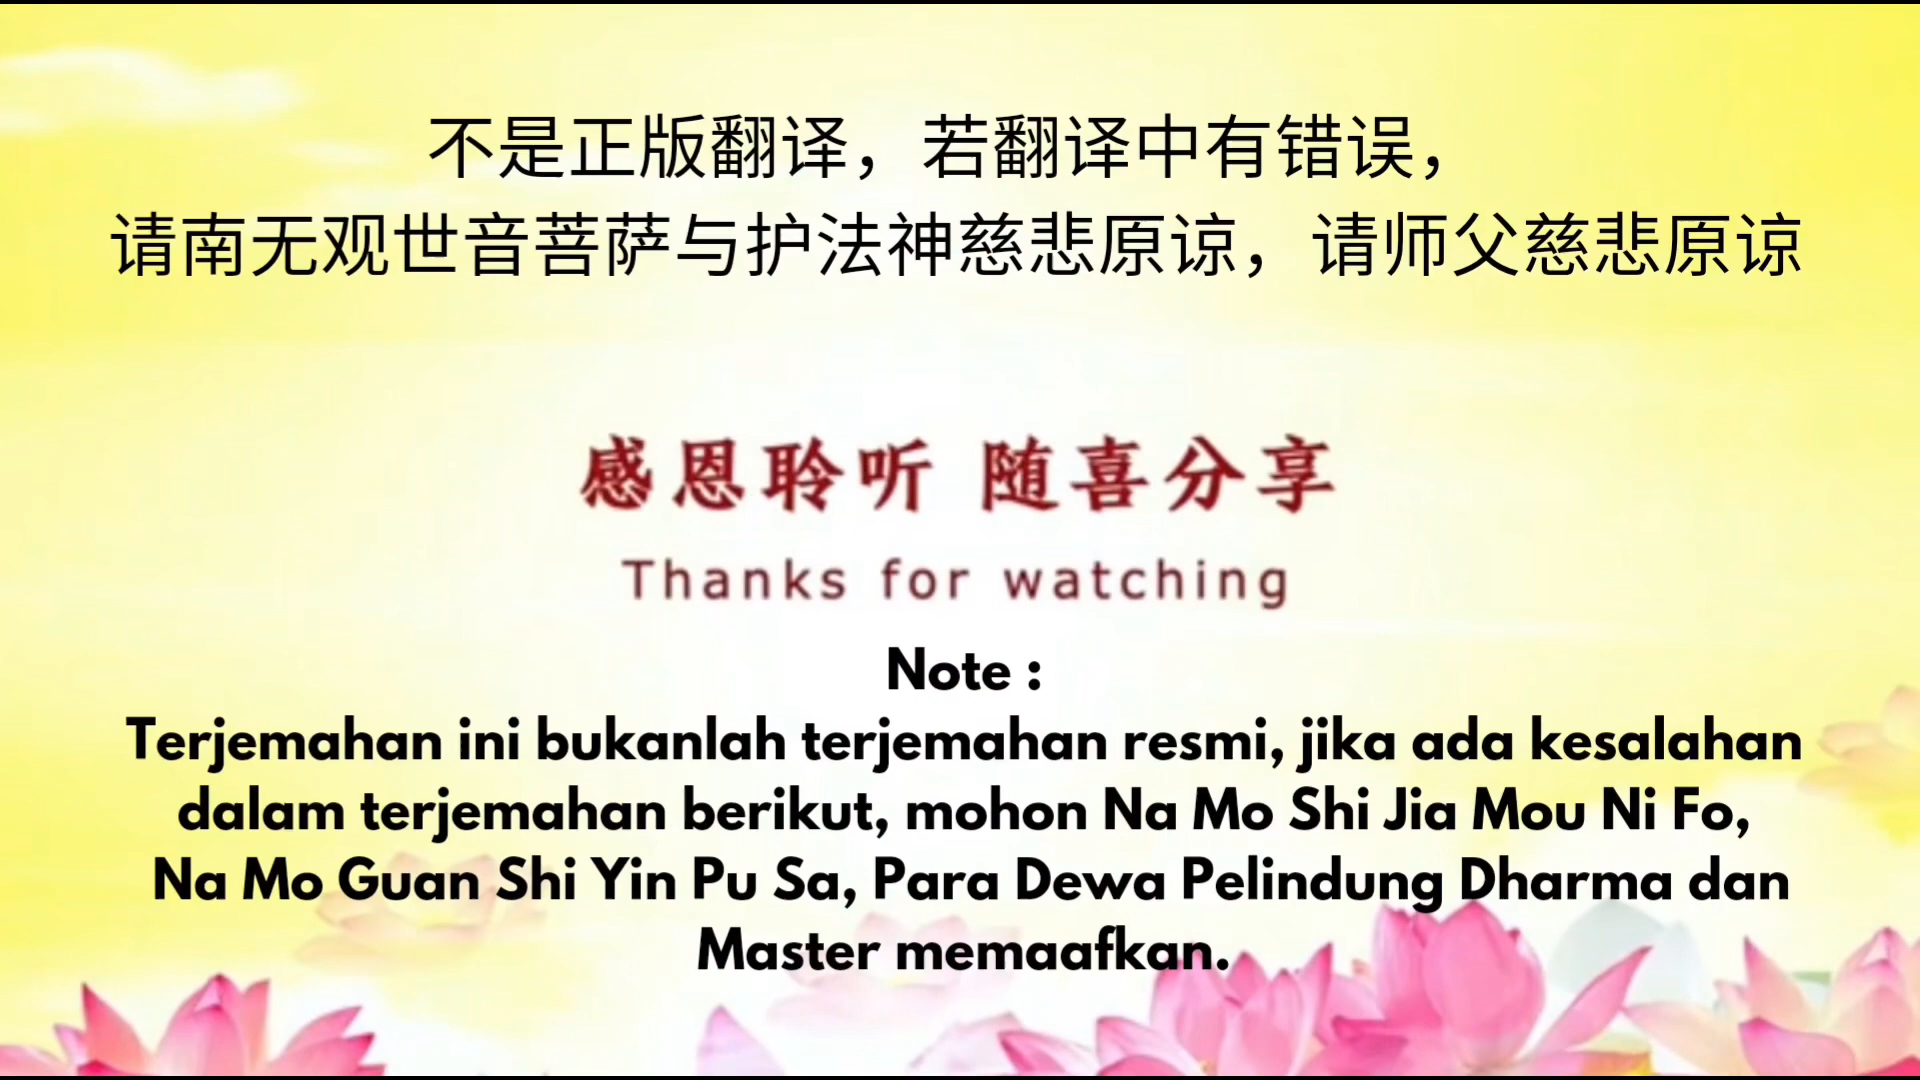 不是正版翻译，若翻译中有错误，
请南无观世音菩萨与护法神慈悲原谅，请师父慈悲原谅
感恩聆听 随喜分享
Thanks for watching
Note :
Terjemahan ini bukanlah terjemahan resmi, jika ada kesalahan
dalam terjemahan berikut, mohon Na Mo Shi Jia Mou Ni Fo,
Na Mo Guan Shi Yin Pu Sa, Para Dewa Pelindung Dharma dan
Master memaafkan.